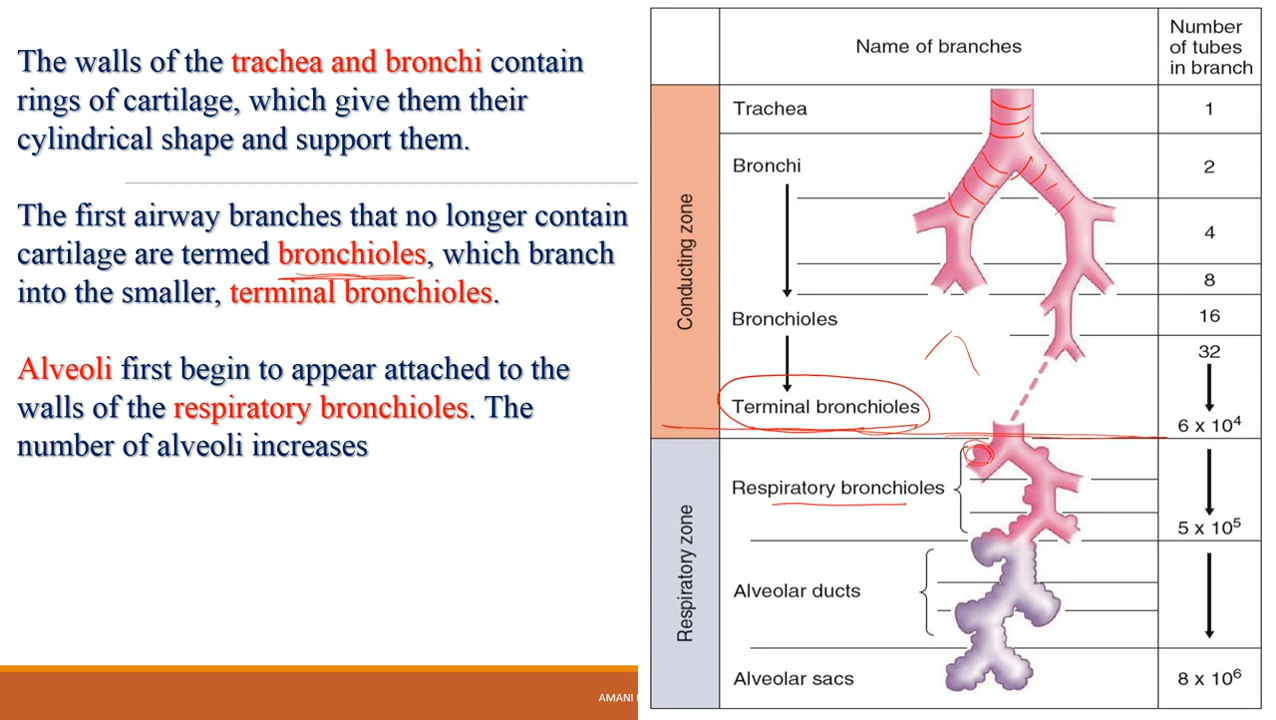 The walls of the trachea and bronchi contain
rings of cartilage, which give them their
cylindrical shape and support them.
The first airway branches that no longer contain
cartilage are termed bronchioles, which branch
into the smaller, terminal bronchioles.
Alveoli first begin to appear attached to the
walls of the respiratory bronchioles. The
number of alveoli increases
AMANI
Name of branches
Number
of tubes
in branch
Conducting zone
Trachea
1
Bronchi
2
4
8
Bronchioles
16
32
Terminal bronchioles
6 x 10⁴
Respiratory zone
Respiratory bronchioles
5 x 10⁵
Alveolar ducts
Alveolar sacs
8 x 10⁶